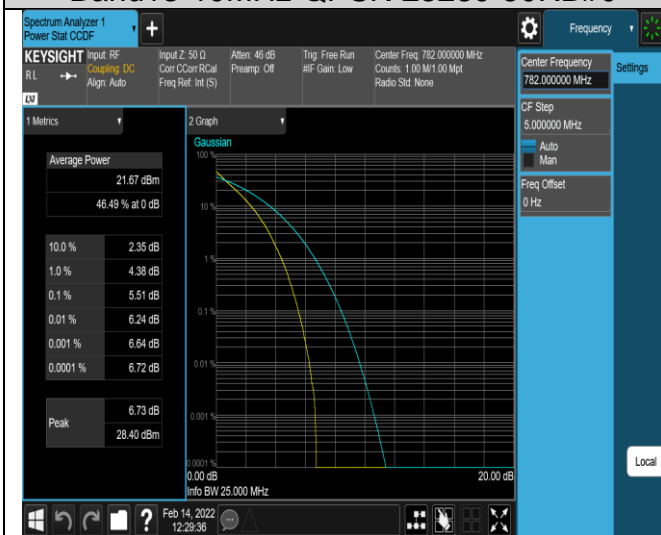 Spectrum Analyzer 1
Power Stat CCDF
Frequency
KEYSIGHT
R L
Input: RF
Coupling: DC
Align: Auto
Input Z: 50 Ω
Corr CCorr RCal
Freq Ref: Int (S)
Atten: 46 dB
Preamp: Off
Trig: Free Run
#IF Gain: Low
Center Freq: 782.000000 MHz
Counts: 1.00 M/1.00 Mpt
Radio Std: None
Center Frequency
782.000000 MHz
Settings
CF Step
5.000000 MHz
Auto
Man
Freq Offset
0 Hz
1 Metrics
Average Power
21.67 dBm
46.49 % at 0 dB
10.0 % 2.35 dB
1.0 % 4.38 dB
0.1 % 5.51 dB
0.01 % 6.24 dB
0.001 % 6.64 dB
0.0001 % 6.72 dB
Peak
6.73 dB
28.40 dBm
2 Graph
Gaussian
100 %
10 %
1 %
0.1 %
0.01 %
0.001 %
0.0001 %
0.00 dB
20.00 dB
Info BW 25.000 MHz
Local
?
Feb 14, 2022
12:29:36